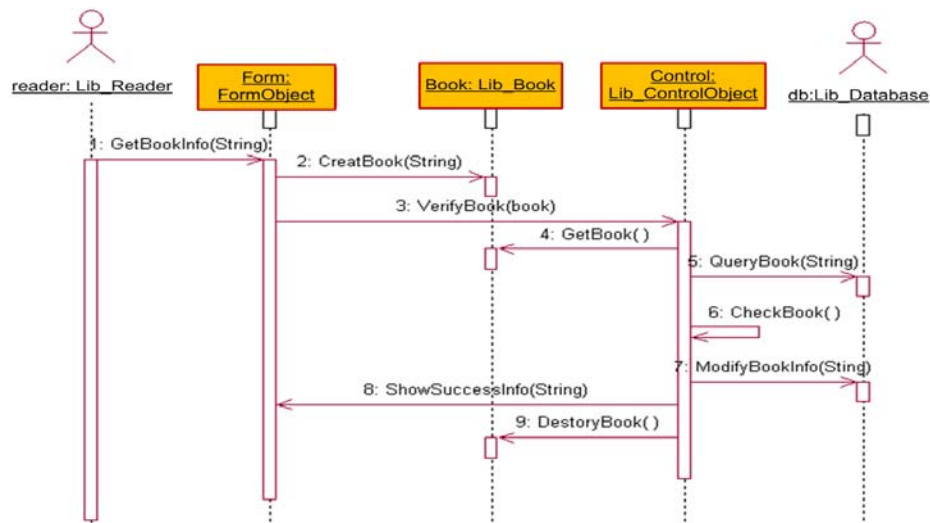 reader: Lib_Reader
Form:
FormObject
Book: Lib_Book
Control:
Lib_ControlObject
db:Lib_Database
1: GetBookInfo(String)
2: CreatBook(String)
3: VerifyBook(book)
4: GetBook( )
5: QueryBook(String)
6: CheckBook( )
7: ModifyBookInfo(Sting)
8: ShowSuccessInfo(String)
9: DestoryBook( )